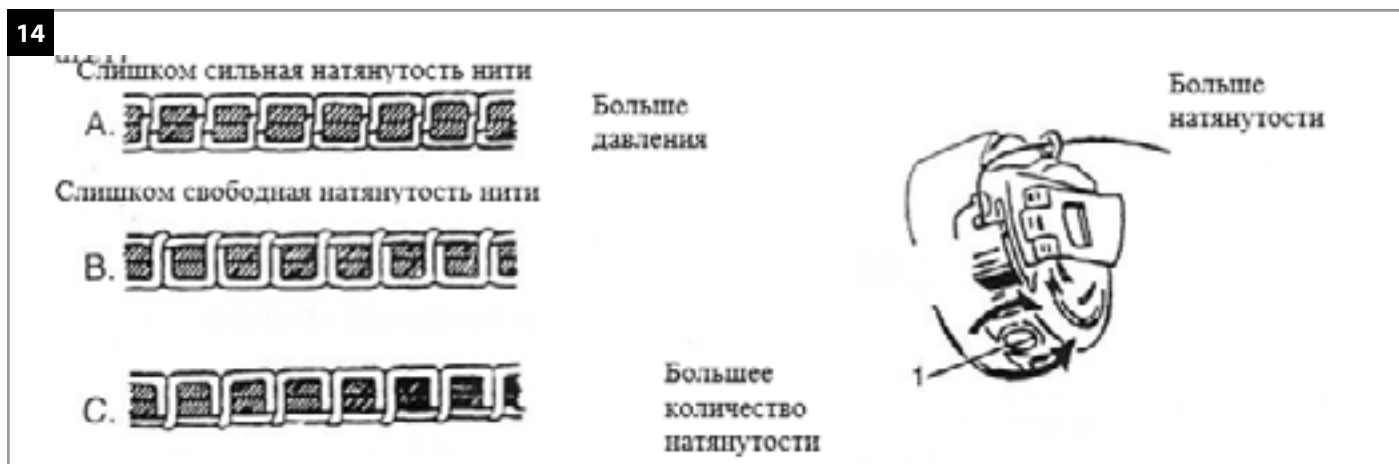 14
Слишком сильная натянутость нити
A.
Больше
давления
Больше
натянутости
Слишком свободная натянутость нити
B.
1
C.
Большее
количество
натянутости